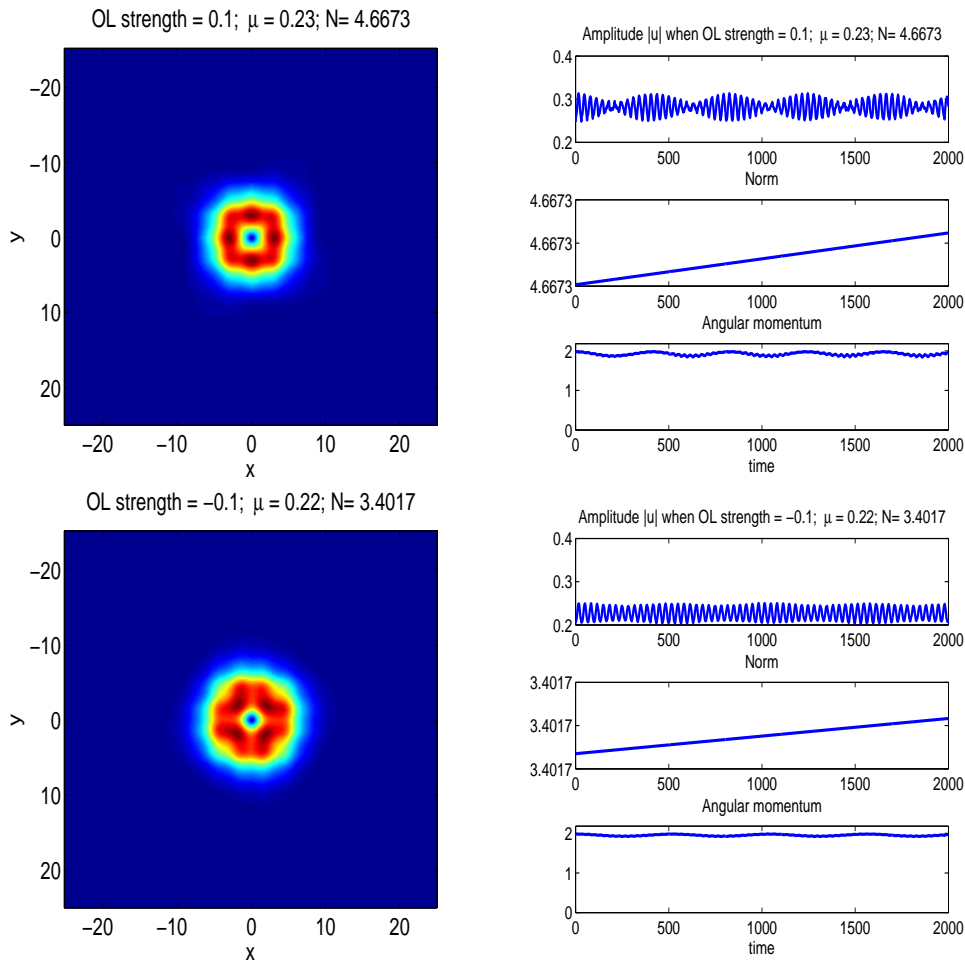 OL strength = 0.1; μ = 0.23; N= 4.6673
−20
−10
0
10
20
y
−20 −10 0 10 20
x
Amplitude |u| when OL strength = 0.1; μ = 0.23; N= 4.6673
0.4
0.3
0.2
0 500 1000 1500 2000
Norm
4.6673
4.6673
4.6673
0 500 1000 1500 2000
Angular momentum
2
1
0
0 500 1000 1500 2000
time
OL strength = −0.1; μ = 0.22; N= 3.4017
−20
−10
0
10
20
y
−20 −10 0 10 20
x
Amplitude |u| when OL strength = −0.1; μ = 0.22; N= 3.4017
0.4
0.3
0.2
0 500 1000 1500 2000
Norm
3.4017
3.4017
3.4017
0 500 1000 1500 2000
Angular momentum
2
1
0
0 500 1000 1500 2000
time